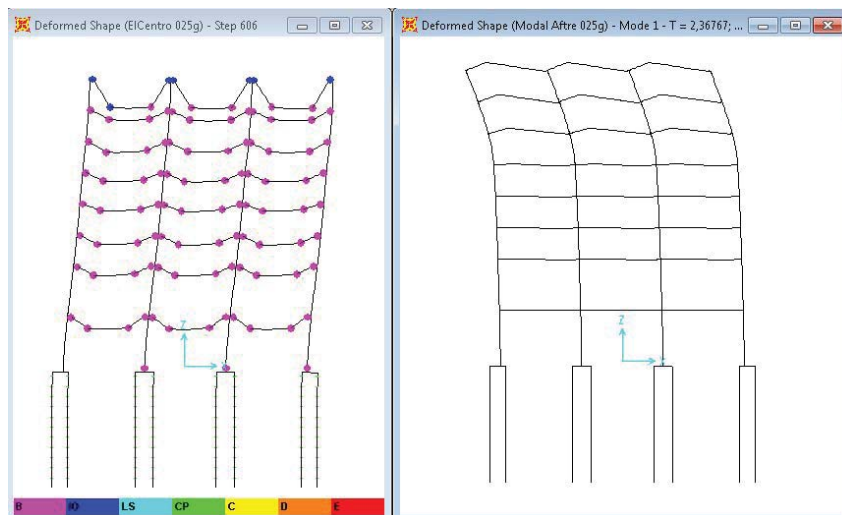 Deformed Shape (ElCentro 025g) - Step 606
Deformed Shape (Modal Aftre 025g) - Mode 1 - T = 2,36767; ...
Z
Z
X
B IO LS CP C D E